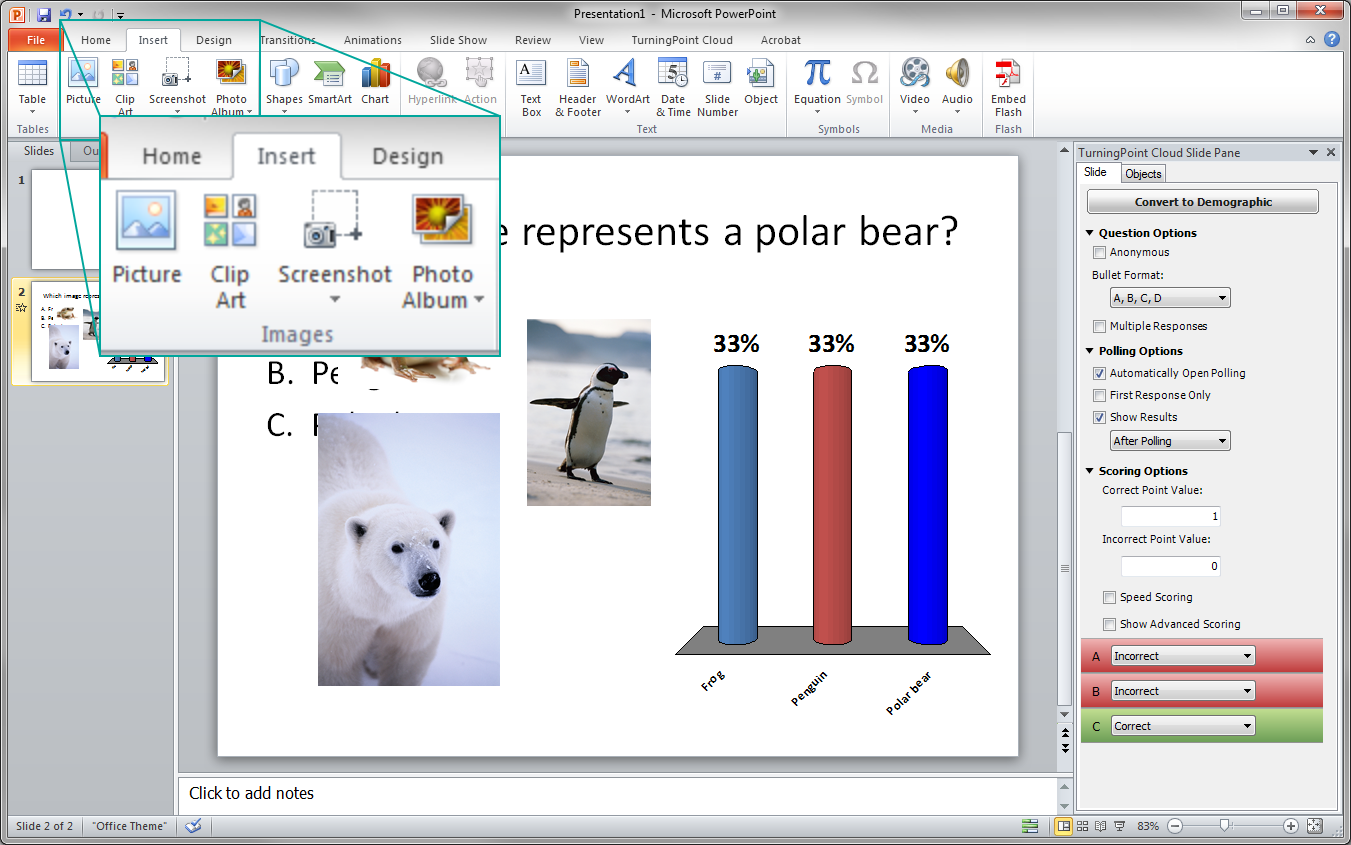 Presentation1 - Microsoft PowerPoint
File Home Insert Design Transitions Animations Slide Show Review View TurningPoint Cloud Acrobat
Table Picture Clip Art Screenshot Photo Album Shapes SmartArt Chart Hyperlink Action Text Box Header & Footer WordArt Date & Time Slide Number Object Equation Symbol Video Audio Embed Flash
Tables Text Symbols Media Flash
Slides
Home Insert Design
Picture Clip Art Screenshot Photo Album
Images
1
2
Which image
represents a polar bear?
B.
C.
33% 33% 33%
Frog Penguin Polar bear
TurningPoint Cloud Slide Pane
Slide Objects
Convert to Demographic
Question Options
Anonymous
Bullet Format:
A, B, C, D
Multiple Responses
Polling Options
Automatically Open Polling
First Response Only
Show Results
After Polling
Scoring Options
Correct Point Value:
1
Incorrect Point Value:
0
Speed Scoring
Show Advanced Scoring
A Incorrect
B Incorrect
C Correct
Click to add notes
Slide 2 of 2 "Office Theme" 83%